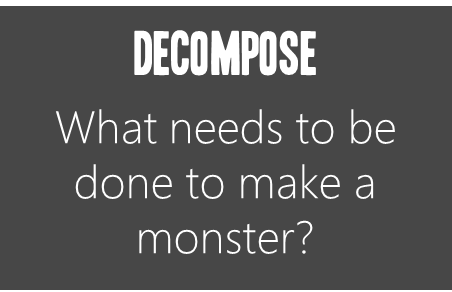 DECOMPOSE
What needs to be
done to make a
monster?